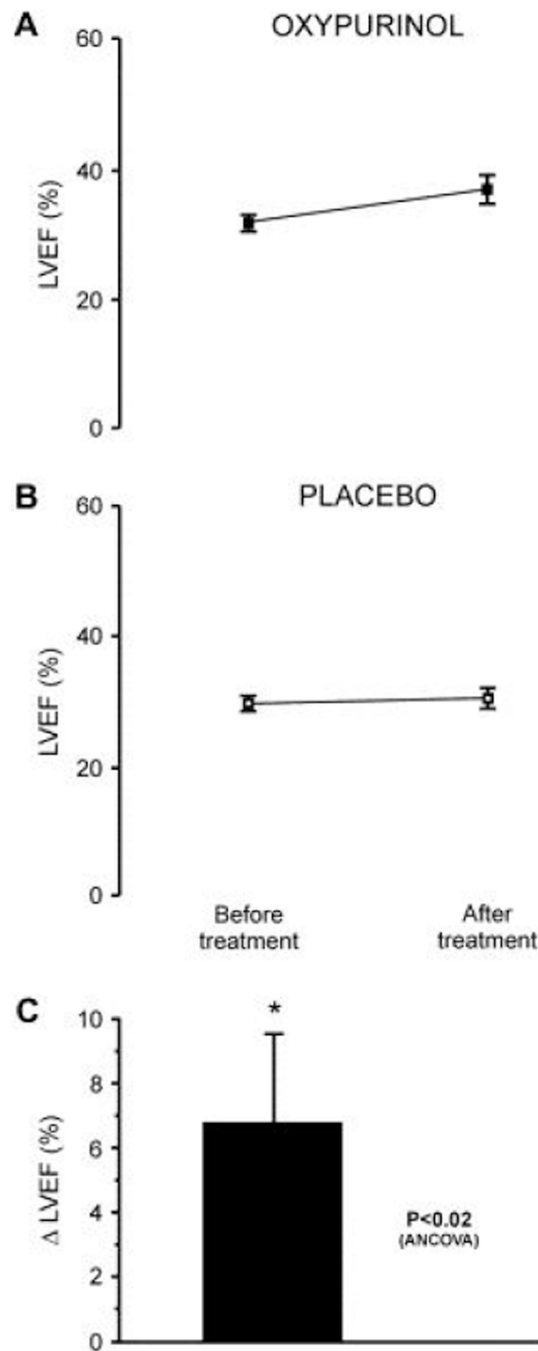 A
OXYPURINOL
60
40
20
0
LVEF (%)
B
PLACEBO
60
40
20
0
LVEF (%)
Before
treatment
After
treatment
C
10
8
6
4
2
0
Δ LVEF (%)
*
P<0.02
(ANCOVA)